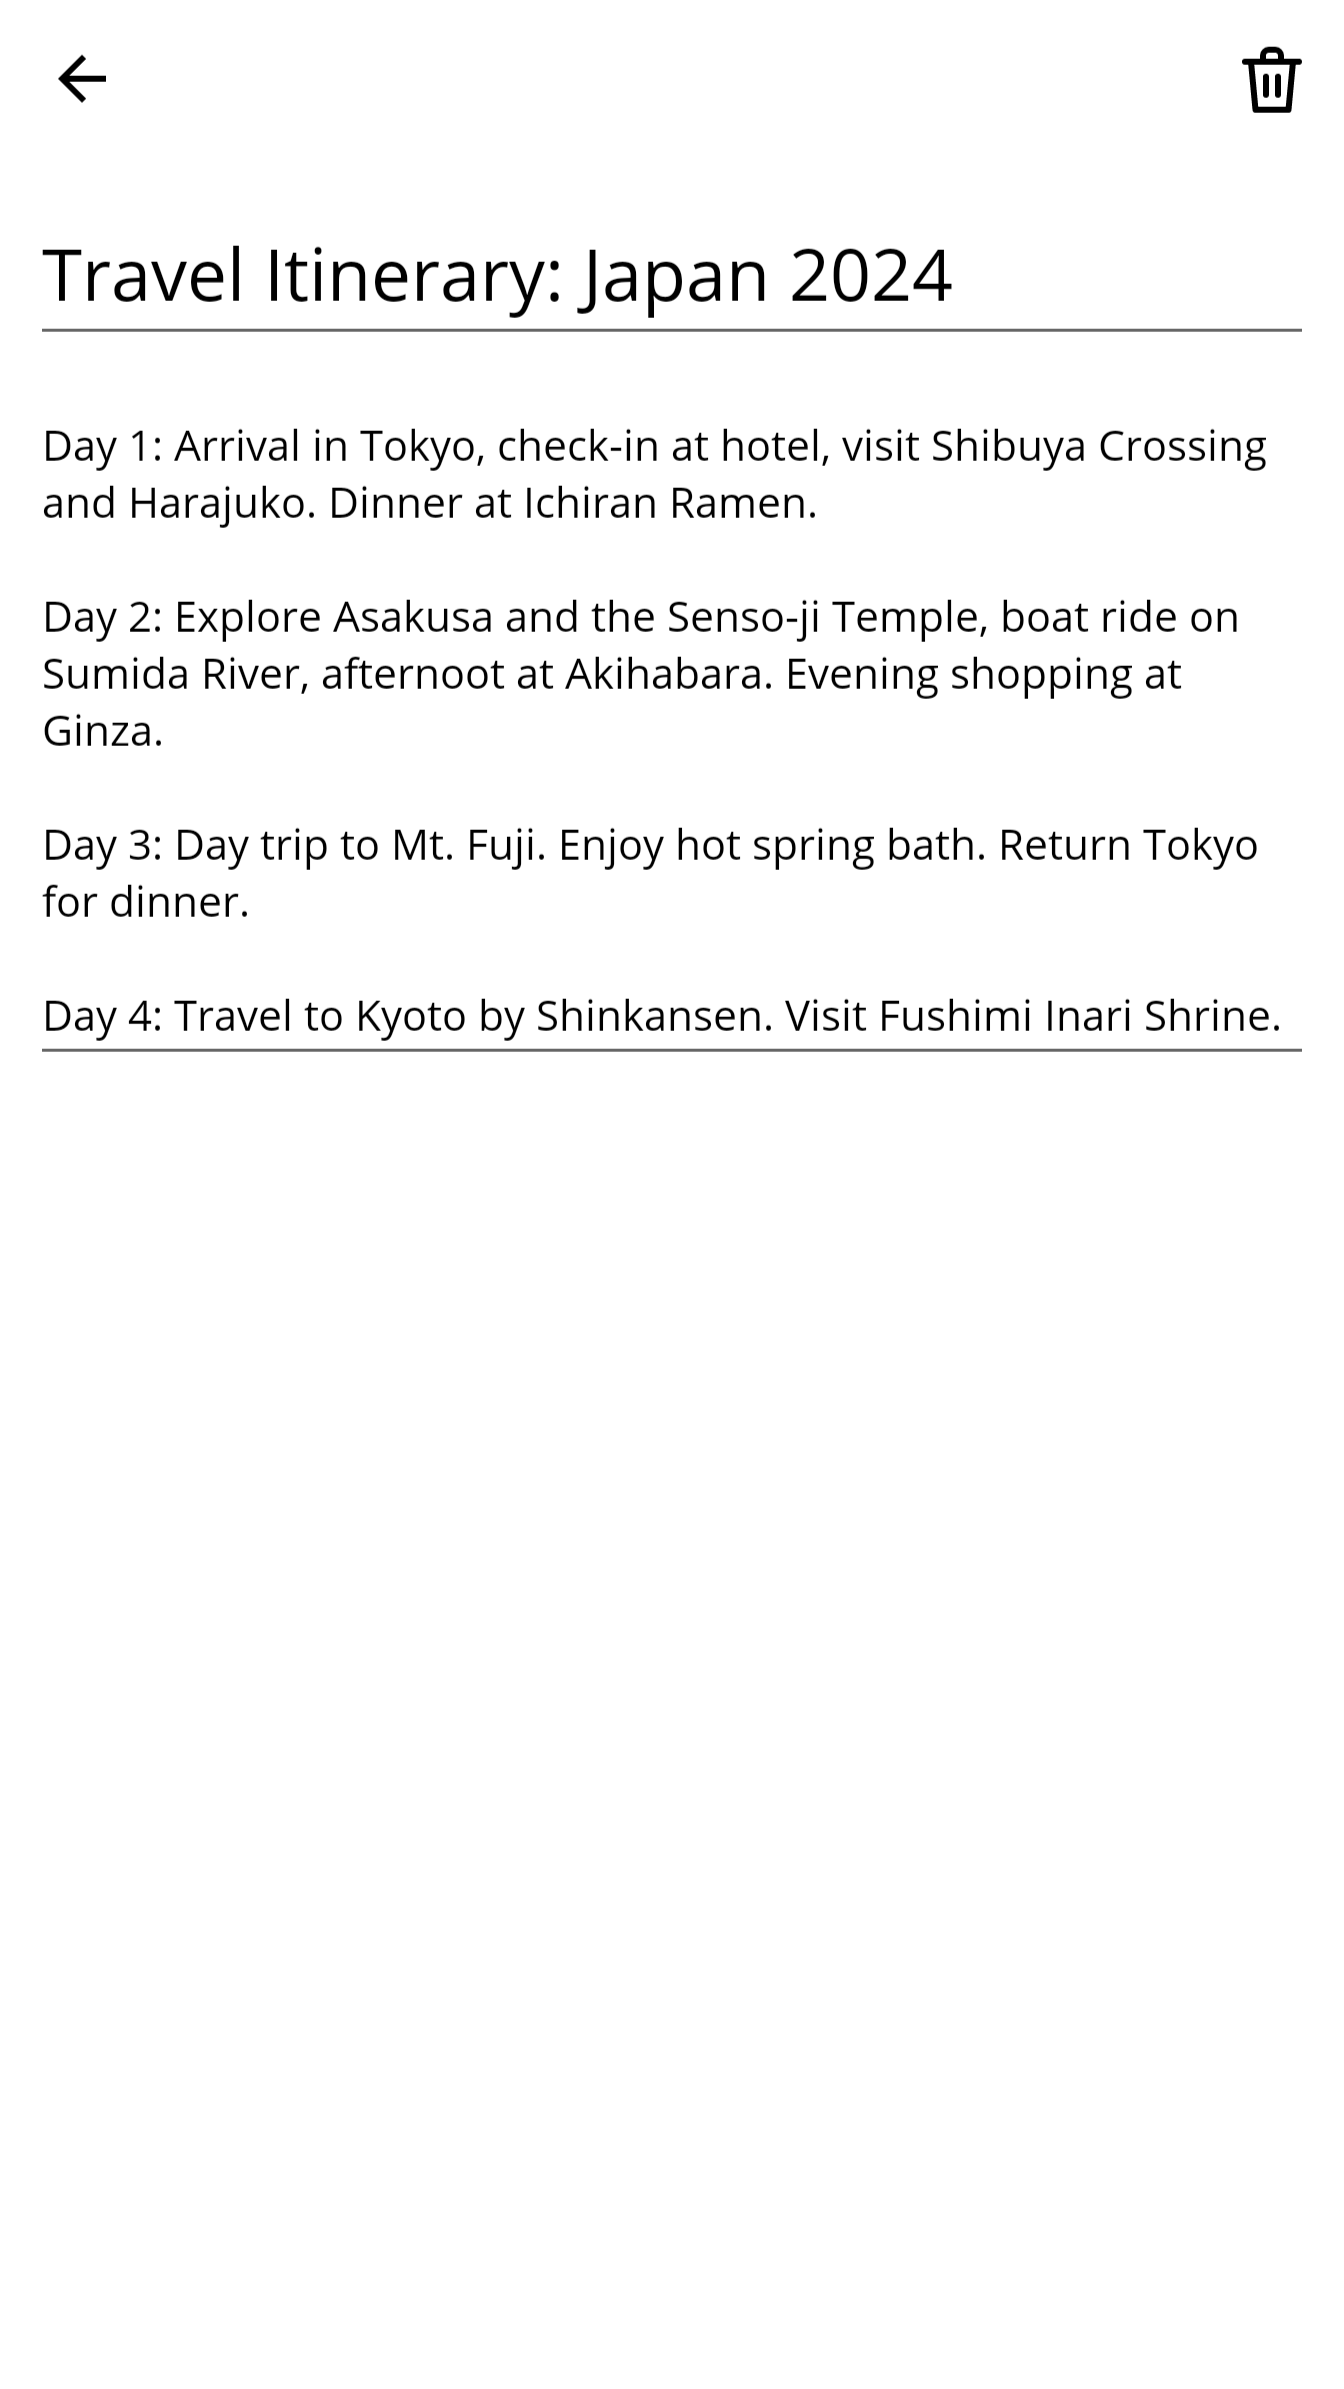 Travel Itinerary: Japan 2024
Day 1: Arrival in Tokyo, check-in at hotel, visit Shibuya Crossing
and Harajuko. Dinner at Ichiran Ramen.
Day 2: Explore Asakusa and the Senso-ji Temple, boat ride on
Sumida River, afternoot at Akihabara. Evening shopping at
Ginza.
Day 3: Day trip to Mt. Fuji. Enjoy hot spring bath. Return Tokyo
for dinner.
Day 4: Travel to Kyoto by Shinkansen. Visit Fushimi Inari Shrine.